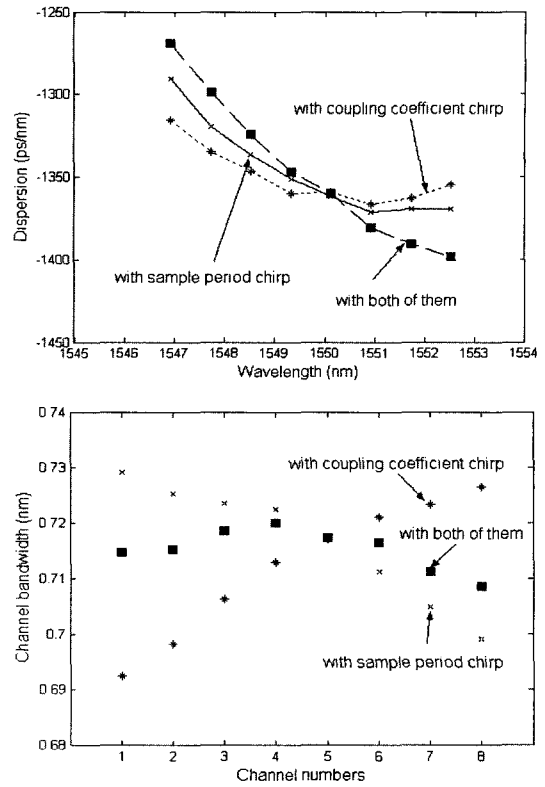 -1250
-1300
-1350
-1400
-1450
Dispersion (ps/nm)
with coupling coefficient chirp
with sample period chirp
with both of them
1545 1546 1547 1548 1549 1550 1551 1552 1553 1554
Wavelength (nm)
0.74
0.73
0.72
0.71
0.7
0.69
0.68
Channel bandwidth (nm)
with coupling coefficient chirp
with both of them
with sample period chirp
1 2 3 4 5 6 7 8
Channel numbers